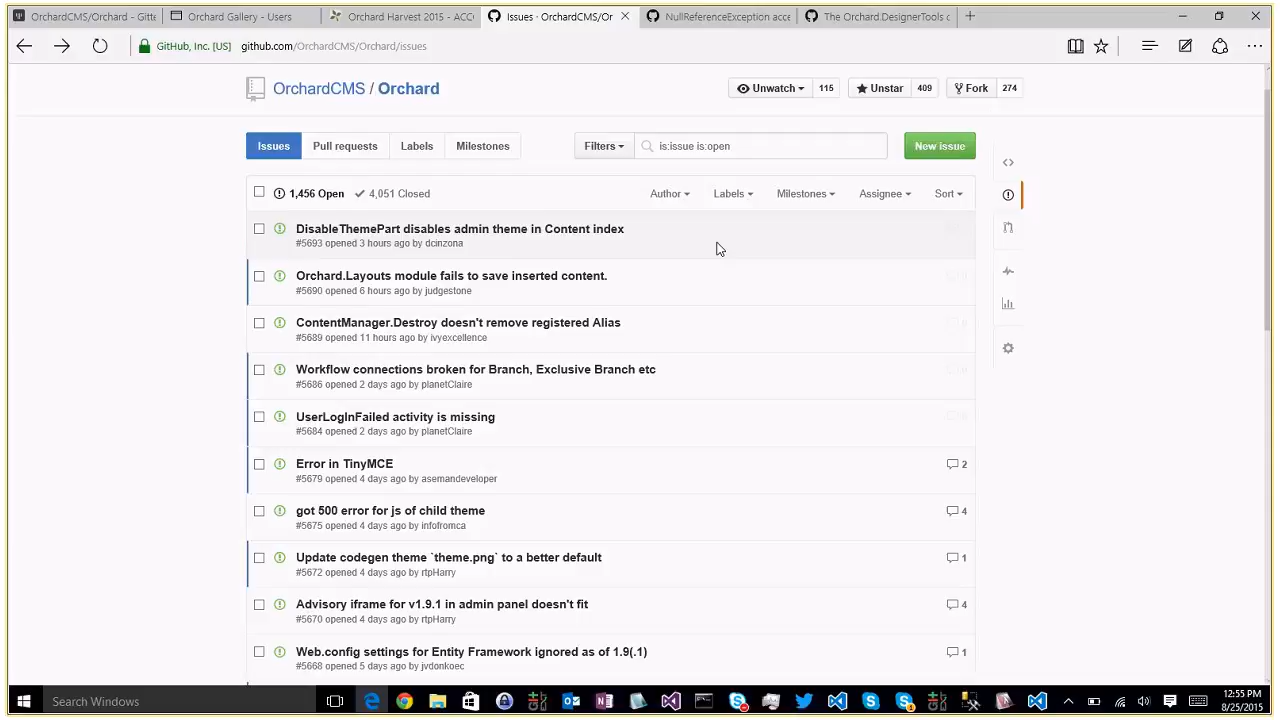 OrchardCMS/Orchard - Gitt
Orchard Gallery - Users
Orchard Harvest 2015 - ACC
Issues · OrchardCMS/Or
NullReferenceException acce
The Orchard.DesignerTools c
GitHub, Inc. [US]
github.com/OrchardCMS/Orchard/issues
OrchardCMS / Orchard
Unwatch 115
Unstar 409
Fork 274
Issues
Pull requests
Labels
Milestones
Filters
is:issue is:open
New issue
1,456 Open
4,051 Closed
Author
Labels
Milestones
Assignee
Sort
DisableThemePart disables admin theme in Content index
#5693 opened 3 hours ago by dcinzona
Orchard.Layouts module fails to save inserted content.
#5690 opened 6 hours ago by judgestone
ContentManager.Destroy doesn't remove registered Alias
#5689 opened 11 hours ago by ivyexcellence
Workflow connections broken for Branch, Exclusive Branch etc
#5686 opened 2 days ago by planetClaire
UserLogInFailed activity is missing
#5684 opened 2 days ago by planetClaire
Error in TinyMCE
2
#5679 opened 4 days ago by asemandeveloper
got 500 error for js of child theme
4
#5675 opened 4 days ago by infofromca
Update codegen theme `theme.png` to a better default
1
#5672 opened 4 days ago by rtpHarry
Advisory iframe for v1.9.1 in admin panel doesn't fit
4
#5670 opened 4 days ago by rtpHarry
Web.config settings for Entity Framework ignored as of 1.9(.1)
1
#5668 opened 5 days ago by jvdonkoec
Search Windows
12:55 PM
8/25/2015